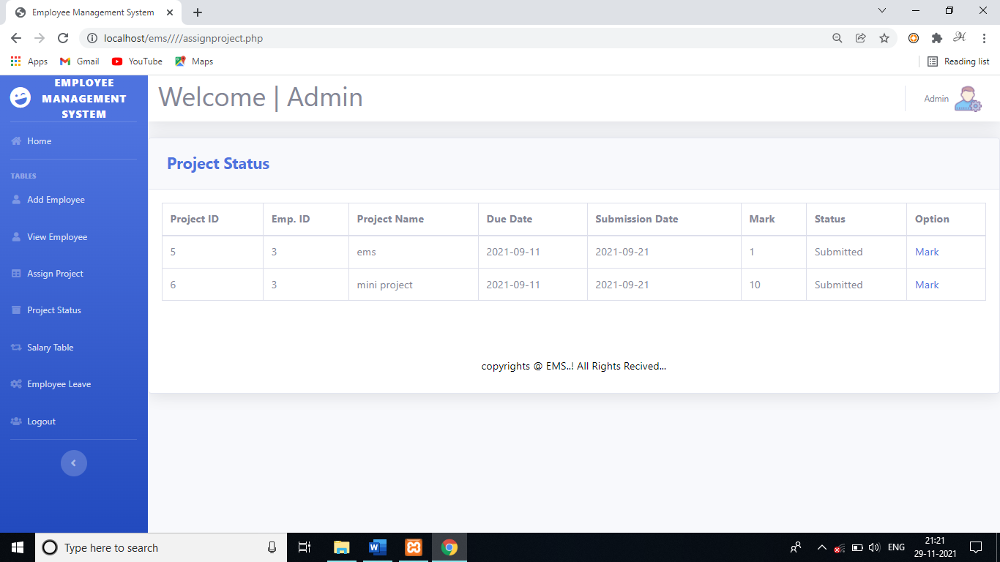 Employee Management System
localhost/ems////assignproject.php
Apps Gmail YouTube Maps Reading list
EMPLOYEE
MANAGEMENT
SYSTEM
Welcome | Admin
Admin
Home
TABLES
Add Employee
View Employee
Assign Project
Project Status
Salary Table
Employee Leave
Logout
Project Status
Project ID Emp. ID Project Name Due Date Submission Date Mark Status Option
5 3 ems 2021-09-11 2021-09-21 1 Submitted Mark
6 3 mini project 2021-09-11 2021-09-21 10 Submitted Mark
copyrights @ EMS..! All Rights Recived...
Type here to search
ENG
21:21
29-11-2021